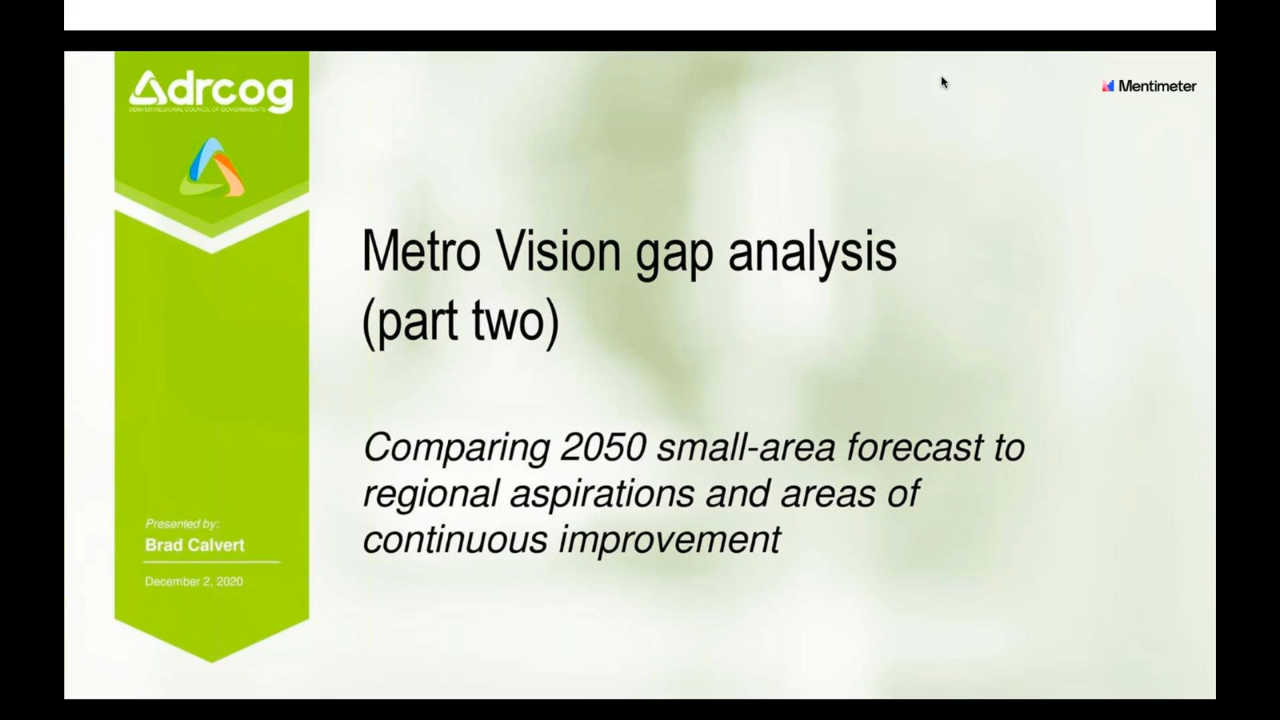 drcog
DENVER REGIONAL COUNCIL OF GOVERNMENTS
Mentimeter
Metro Vision gap analysis
(part two)
Comparing 2050 small-area forecast to
regional aspirations and areas of
continuous improvement
Presented by:
Brad Calvert
December 2, 2020